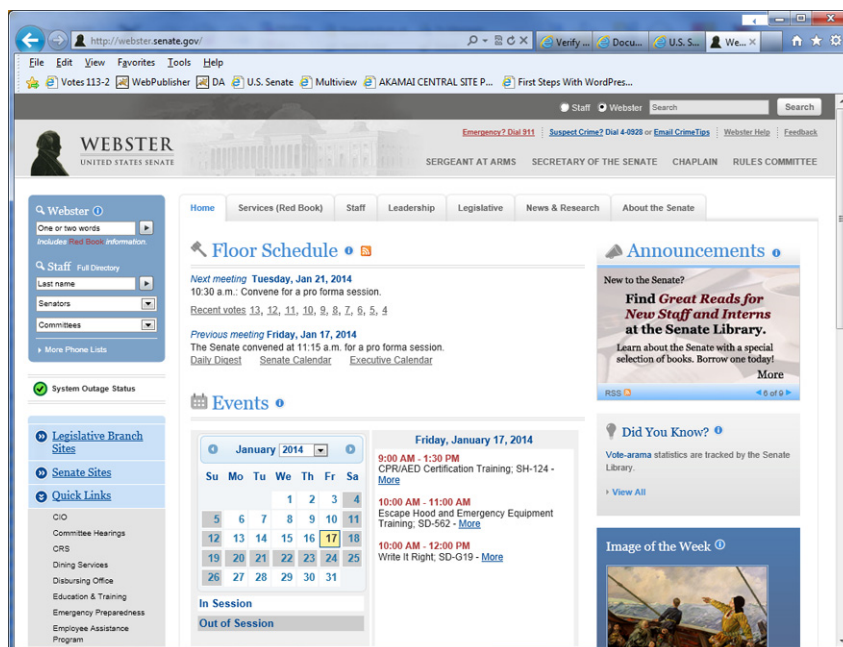 http://webster.senate.gov/
Verify ...
Docu...
U.S. S...
We...
File Edit View Favorites Tools Help
Votes 113-2 WebPublisher DA U.S. Senate Multiview AKAMAI CENTRAL SITE P... First Steps With WordPres...
Staff Webster Search Search
WEBSTER
UNITED STATES SENATE
Emergency? Dial 911 Suspect Crime? Dial 4-0928 or Email CrimeTips Webster Help Feedback
SERGEANT AT ARMS SECRETARY OF THE SENATE CHAPLAIN RULES COMMITTEE
Webster
One or two words
Includes Red Book information.
Staff Full Directory
Last name
Senators
Committees
More Phone Lists
System Outage Status
Legislative Branch
Sites
Senate Sites
Quick Links
CIO
Committee Hearings
CRS
Dining Services
Disbursing Office
Education & Training
Emergency Preparedness
Employee Assistance
Program
Home Services (Red Book) Staff Leadership Legislative News & Research About the Senate
Floor Schedule
Next meeting Tuesday, Jan 21, 2014
10:30 a.m.: Convene for a pro forma session.
Recent votes 13, 12, 11, 10, 9, 8, 7, 6, 5, 4
Previous meeting Friday, Jan 17, 2014
The Senate convened at 11:15 a.m. for a pro forma session.
Daily Digest Senate Calendar Executive Calendar
Events
January 2014
Su Mo Tu We Th Fr Sa
1 2 3 4
5 6 7 8 9 10 11
12 13 14 15 16 17 18
19 20 21 22 23 24 25
26 27 28 29 30 31
In Session
Out of Session
Friday, January 17, 2014
9:00 AM - 1:30 PM
CPR/AED Certification Training; SH-124 -
More
10:00 AM - 11:00 AM
Escape Hood and Emergency Equipment
Training; SD-562 - More
10:00 AM - 12:00 PM
Write It Right; SD-G19 - More
Announcements
New to the Senate?
Find Great Reads for
New Staff and Interns
at the Senate Library.
Learn about the Senate with a special
selection of books. Borrow one today!
More
RSS 6 of 9
Did You Know?
Vote-arama statistics are tracked by the Senate
Library.
View All
Image of the Week